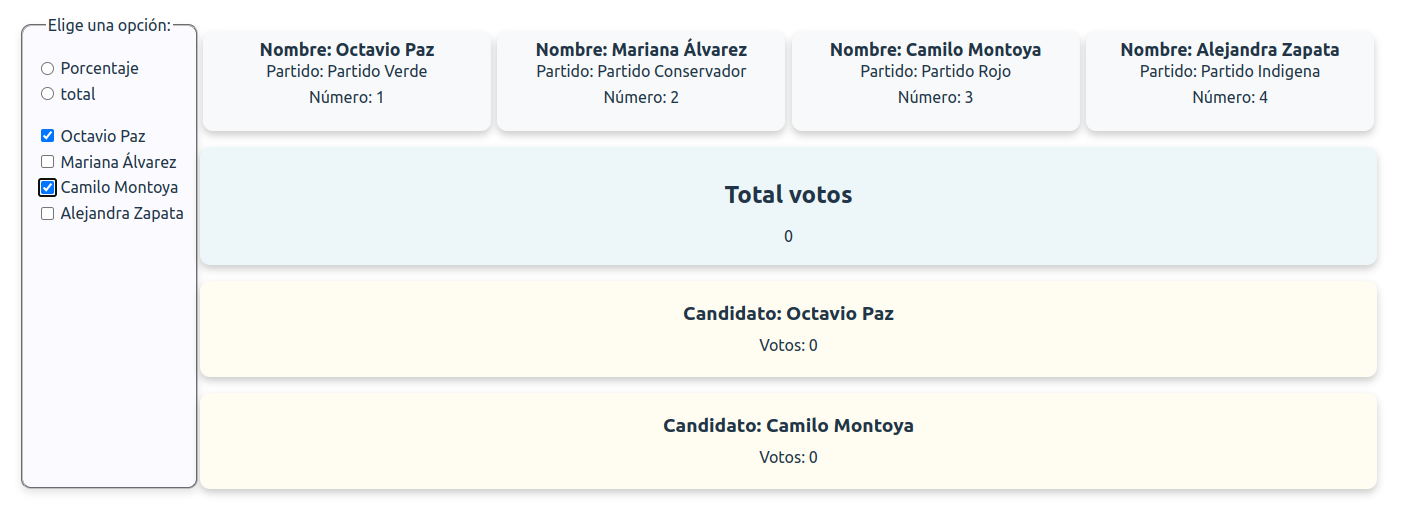 Elige una opción:
Porcentaje
total
Octavio Paz
Mariana Álvarez
Camilo Montoya
Alejandra Zapata
Nombre: Octavio Paz
Partido: Partido Verde
Número: 1
Nombre: Mariana Álvarez
Partido: Partido Conservador
Número: 2
Nombre: Camilo Montoya
Partido: Partido Rojo
Número: 3
Nombre: Alejandra Zapata
Partido: Partido Indigena
Número: 4
Total votos
0
Candidato: Octavio Paz
Votos: 0
Candidato: Camilo Montoya
Votos: 0